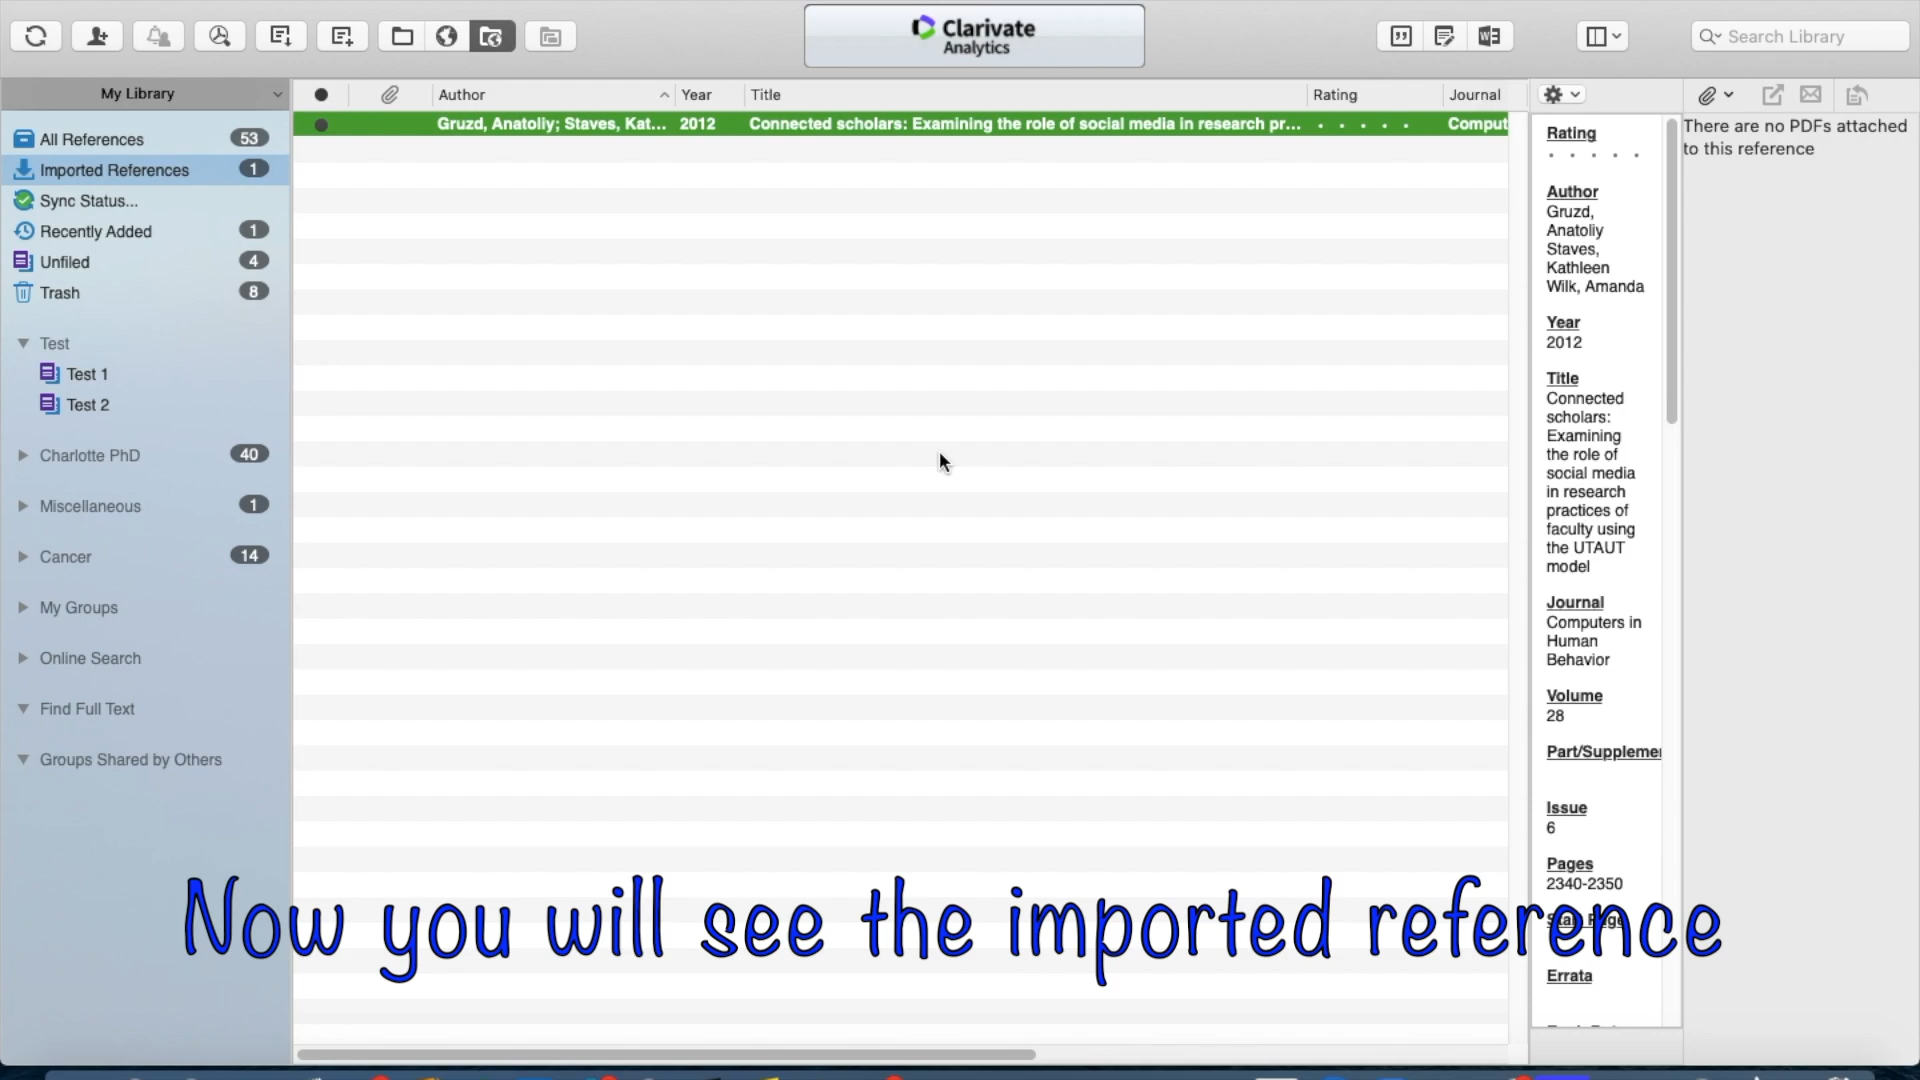 Clarivate
Analytics
Search Library
My Library
Author
Year
Title
Rating
Journal
All References 53
Imported References 1
Sync Status...
Recently Added 1
Unfiled 4
Trash 8
Test
Test 1
Test 2
Charlotte PhD 40
Miscellaneous 1
Cancer 14
My Groups
Online Search
Find Full Text
Groups Shared by Others
Gruzd, Anatoliy; Staves, Kat... 2012 Connected scholars: Examining the role of social media in research pr... Comput
Rating
Author
Gruzd,
Anatoliy
Staves,
Kathleen
Wilk, Amanda
Year
2012
Title
Connected
scholars:
Examining
the role of
social media
in research
practices of
faculty using
the UTAUT
model
Journal
Computers in
Human
Behavior
Volume
28
Part/Supplemen
Issue
6
Pages
2340-2350
Start Page
Errata
There are no PDFs attached
to this reference
Now you will see the imported reference